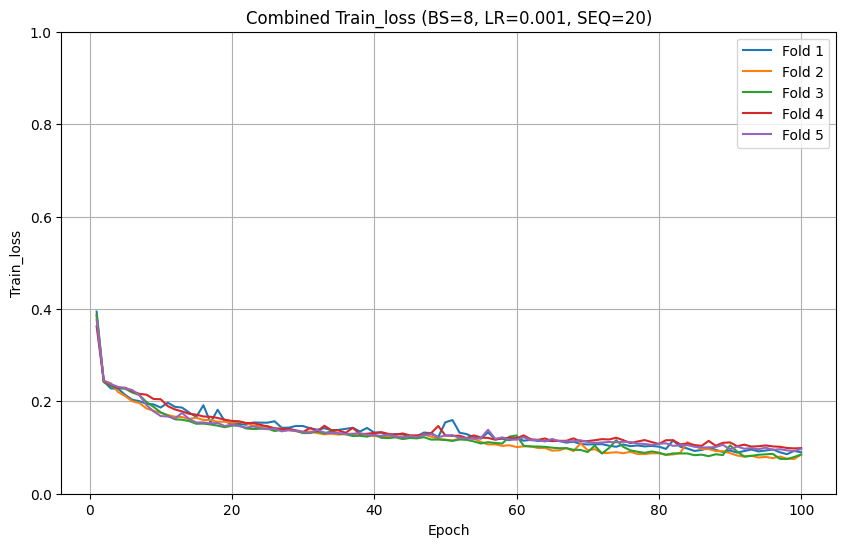 Combined Train_loss (BS=8, LR=0.001, SEQ=20)
1.0
0.8
0.6
0.4
0.2
0.0
Train_loss
0 20 40 60 80 100
Epoch
Fold 1
Fold 2
Fold 3
Fold 4
Fold 5